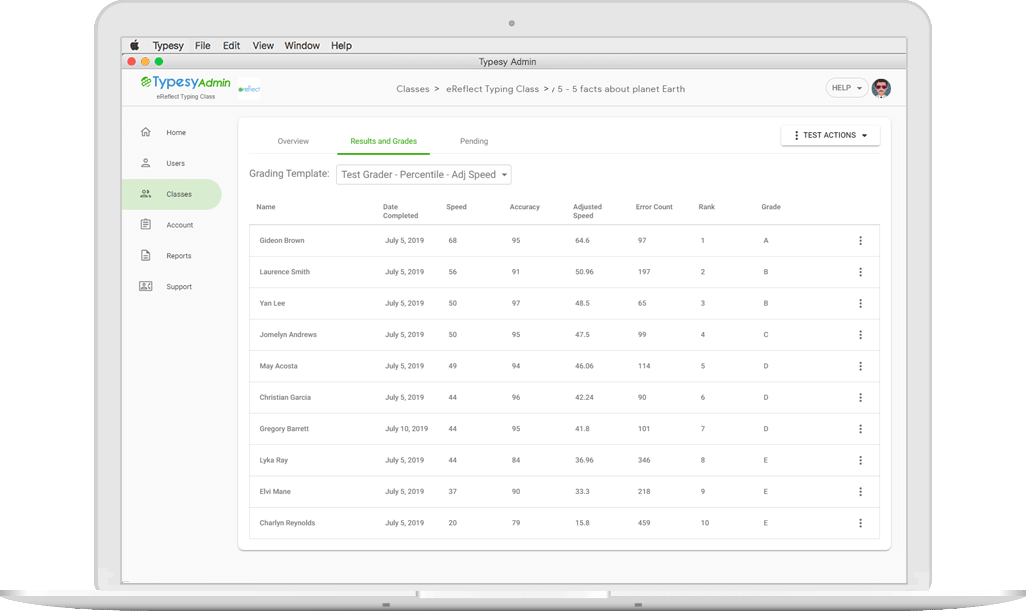 Typesy File Edit View Window Help
Typesy Admin
TypesyAdmin
eReflect Typing Class
eReflect
Classes > eReflect Typing Class > / 5 - 5 facts about planet Earth
HELP
Home
Users
Classes
Account
Reports
Support
Overview Results and Grades Pending
TEST ACTIONS
Grading Template: Test Grader - Percentile - Adj Speed
Name Date Completed Speed Accuracy Adjusted Speed Error Count Rank Grade
Gideon Brown July 5, 2019 68 95 64.6 97 1 A
Laurence Smith July 5, 2019 56 91 50.96 197 2 B
Yan Lee July 5, 2019 50 97 48.5 65 3 B
Jomelyn Andrews July 5, 2019 50 95 47.5 99 4 C
May Acosta July 5, 2019 49 94 46.06 114 5 D
Christian Garcia July 5, 2019 44 96 42.24 90 6 D
Gregory Barrett July 10, 2019 44 95 41.8 101 7 D
Lyka Ray July 5, 2019 44 84 36.96 346 8 E
Elvi Mane July 5, 2019 37 90 33.3 218 9 E
Charlyn Reynolds July 5, 2019 20 79 15.8 459 10 E